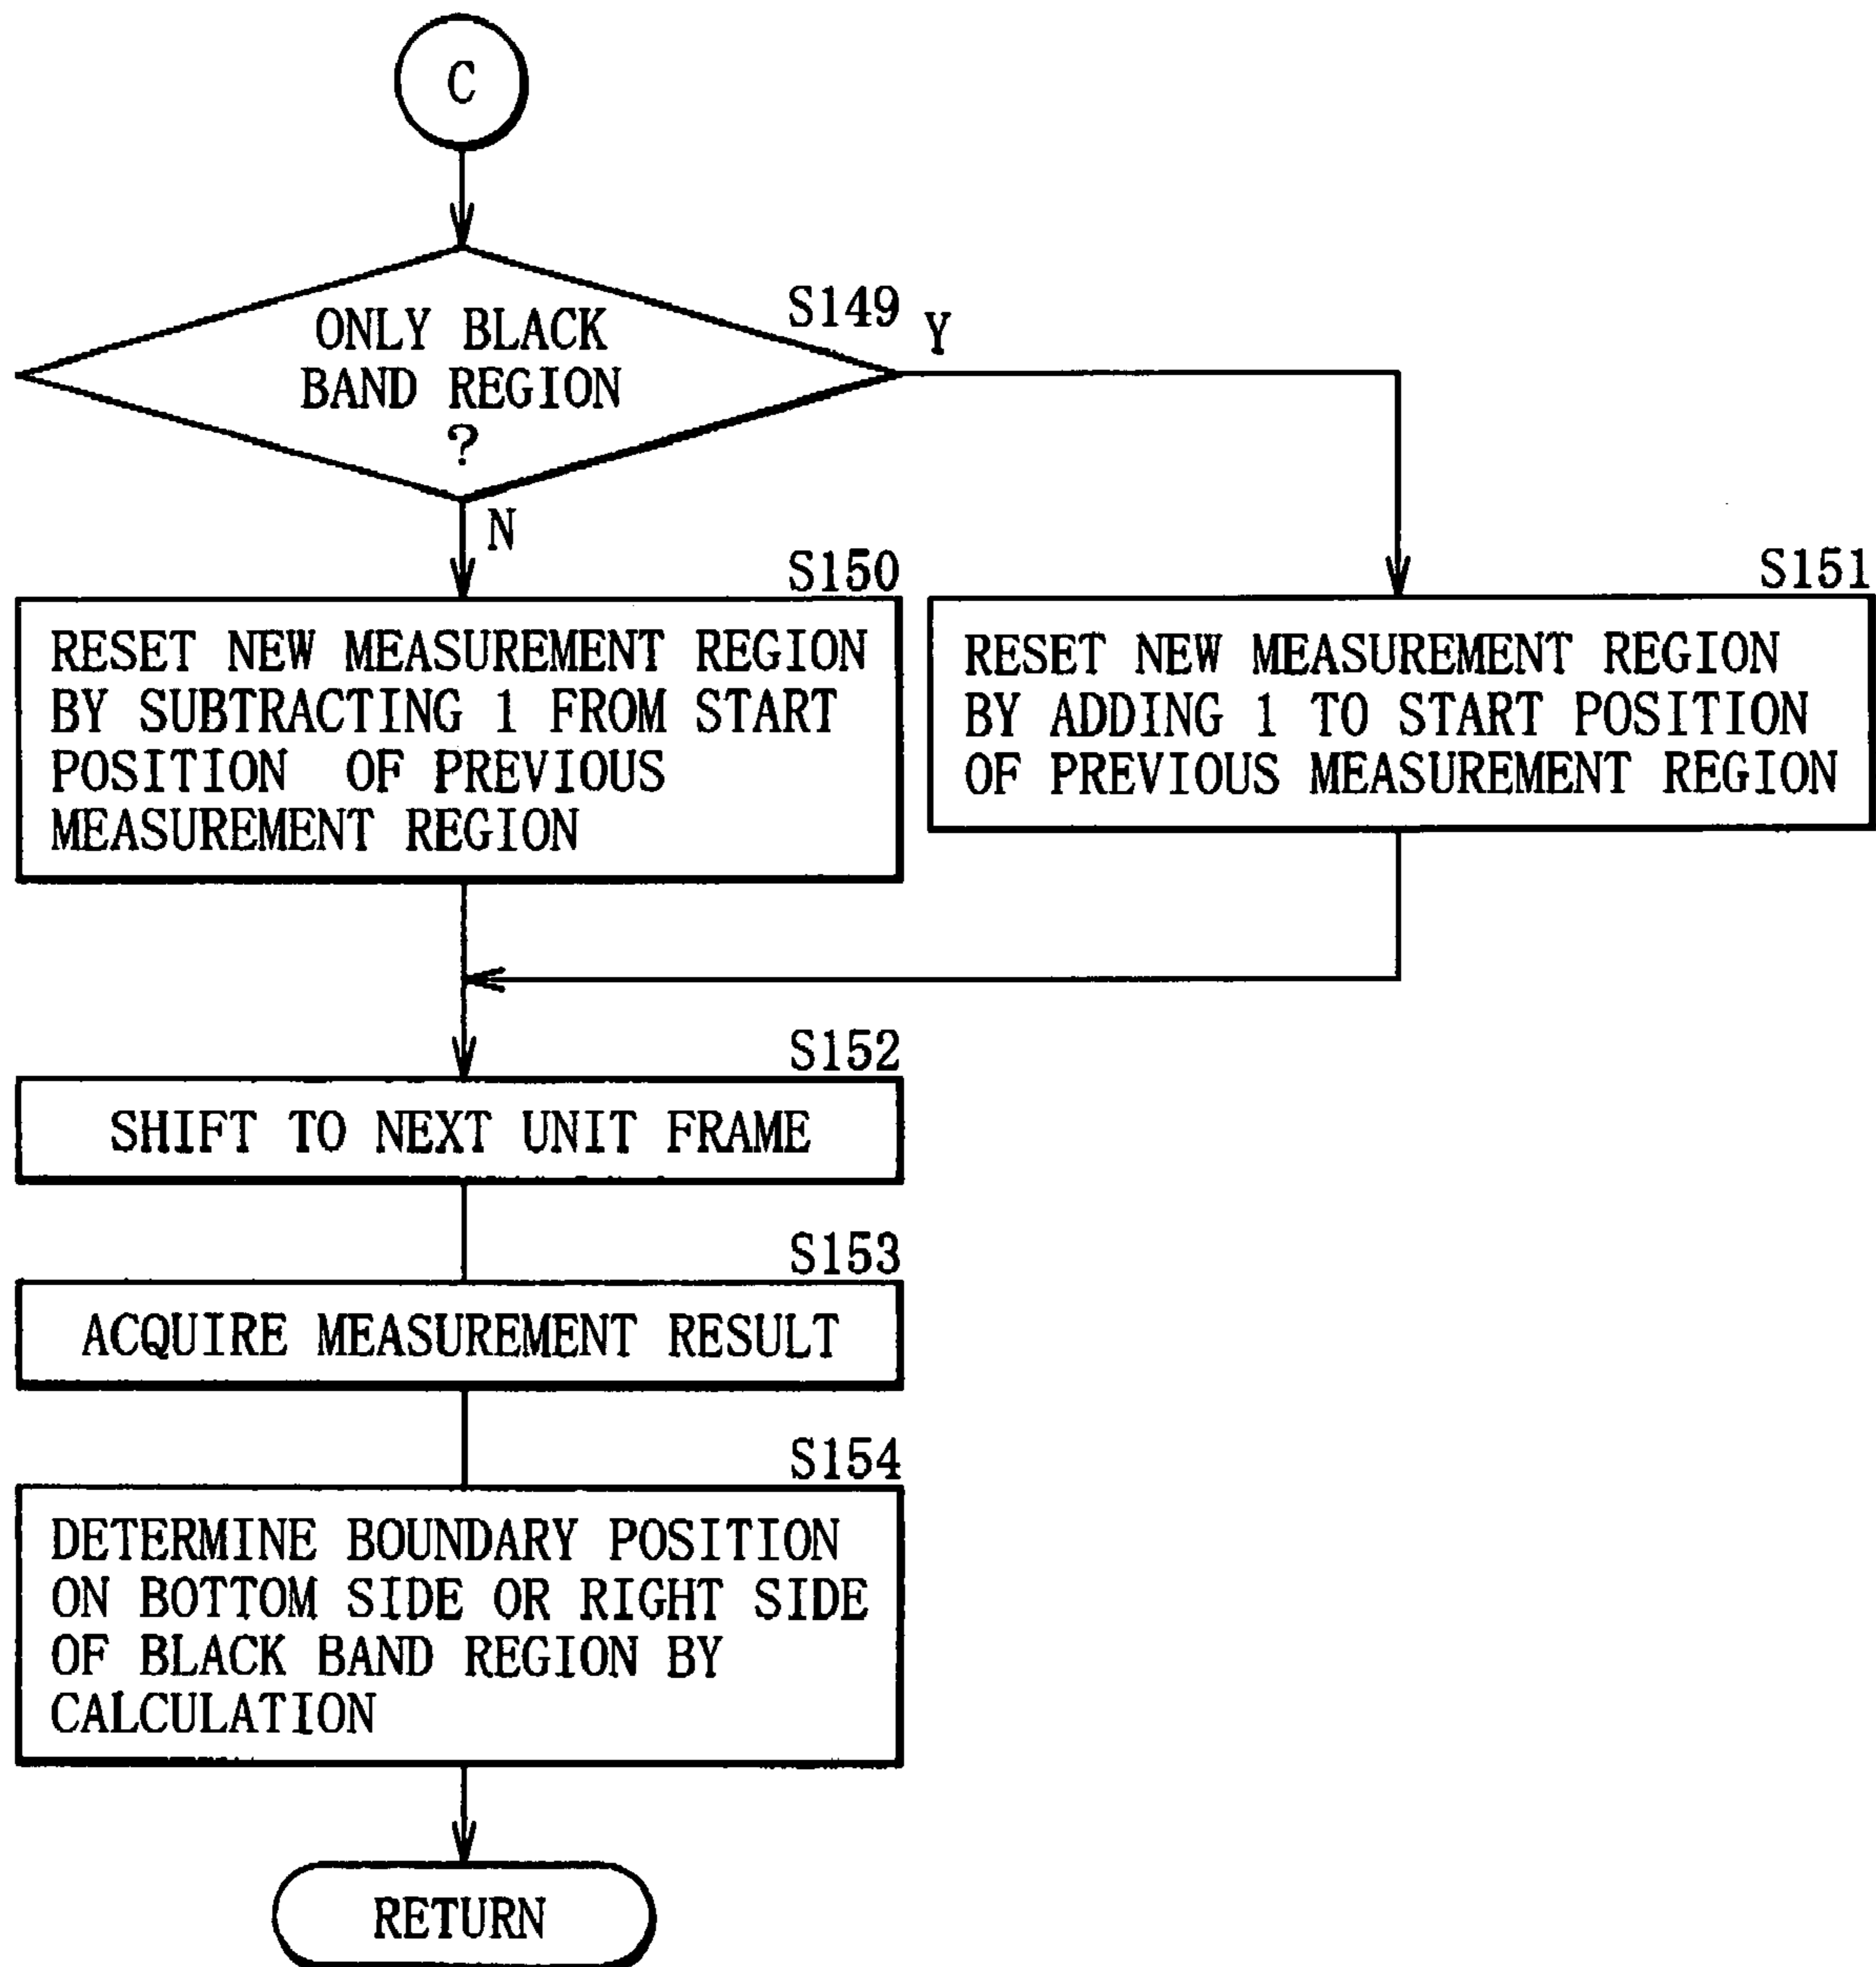 C
S149
ONLY BLACK
BAND REGION
?
Y
N
S150
RESET NEW MEASUREMENT REGION
BY SUBTRACTING 1 FROM START
POSITION OF PREVIOUS
MEASUREMENT REGION
S151
RESET NEW MEASUREMENT REGION
BY ADDING 1 TO START POSITION
OF PREVIOUS MEASUREMENT REGION
S152
SHIFT TO NEXT UNIT FRAME
S153
ACQUIRE MEASUREMENT RESULT
S154
DETERMINE BOUNDARY POSITION
ON BOTTOM SIDE OR RIGHT SIDE
OF BLACK BAND REGION BY
CALCULATION
RETURN